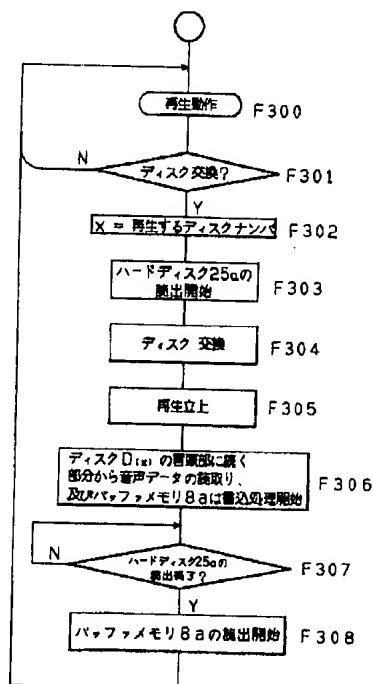 再生動作 F300
N
ディスク交換? F301
Y
x = 再生するディスクナンバ F302
ハードディスク25aの
読出開始 F303
ディスク 交換 F304
再生立上 F305
ディスクD(x)の冒頭部に続く
部分から音声データの読取り、
及びバッファメモリ8aは書込処理開始 F306
N
ハードディスク25aの
読出終了? F307
Y
バッファメモリ8aの読出開始 F308